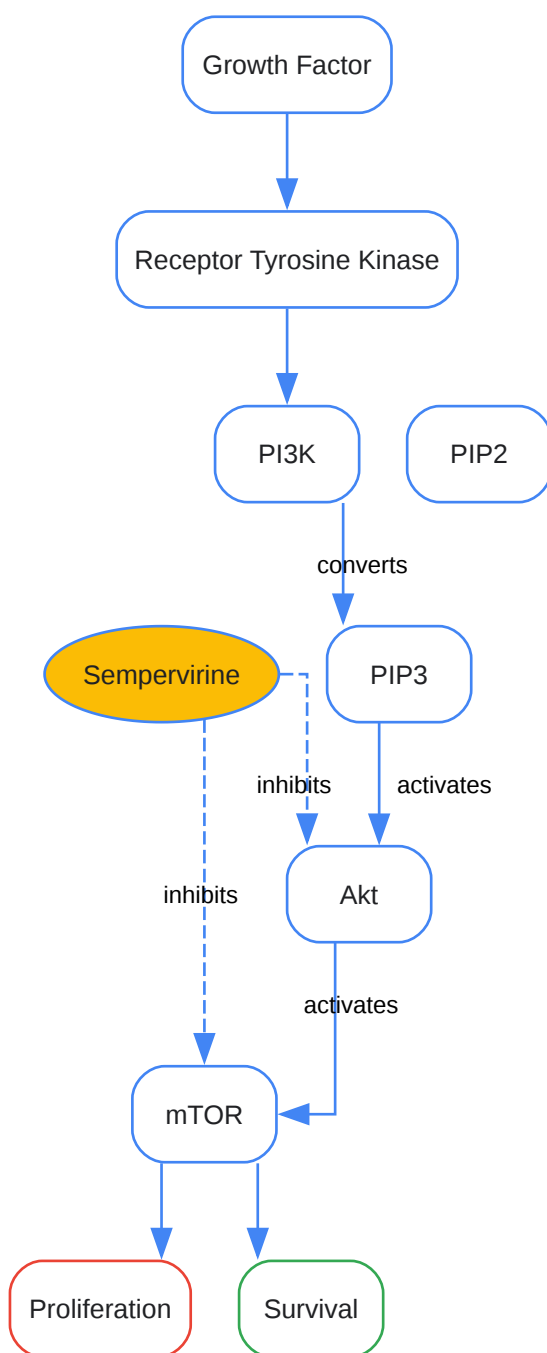 Growth Factor
Receptor Tyrosine Kinase
PI3K
PIP2
converts
Sempervirine
PIP3
inhibits
activates
inhibits
Akt
activates
mTOR
Proliferation
Survival